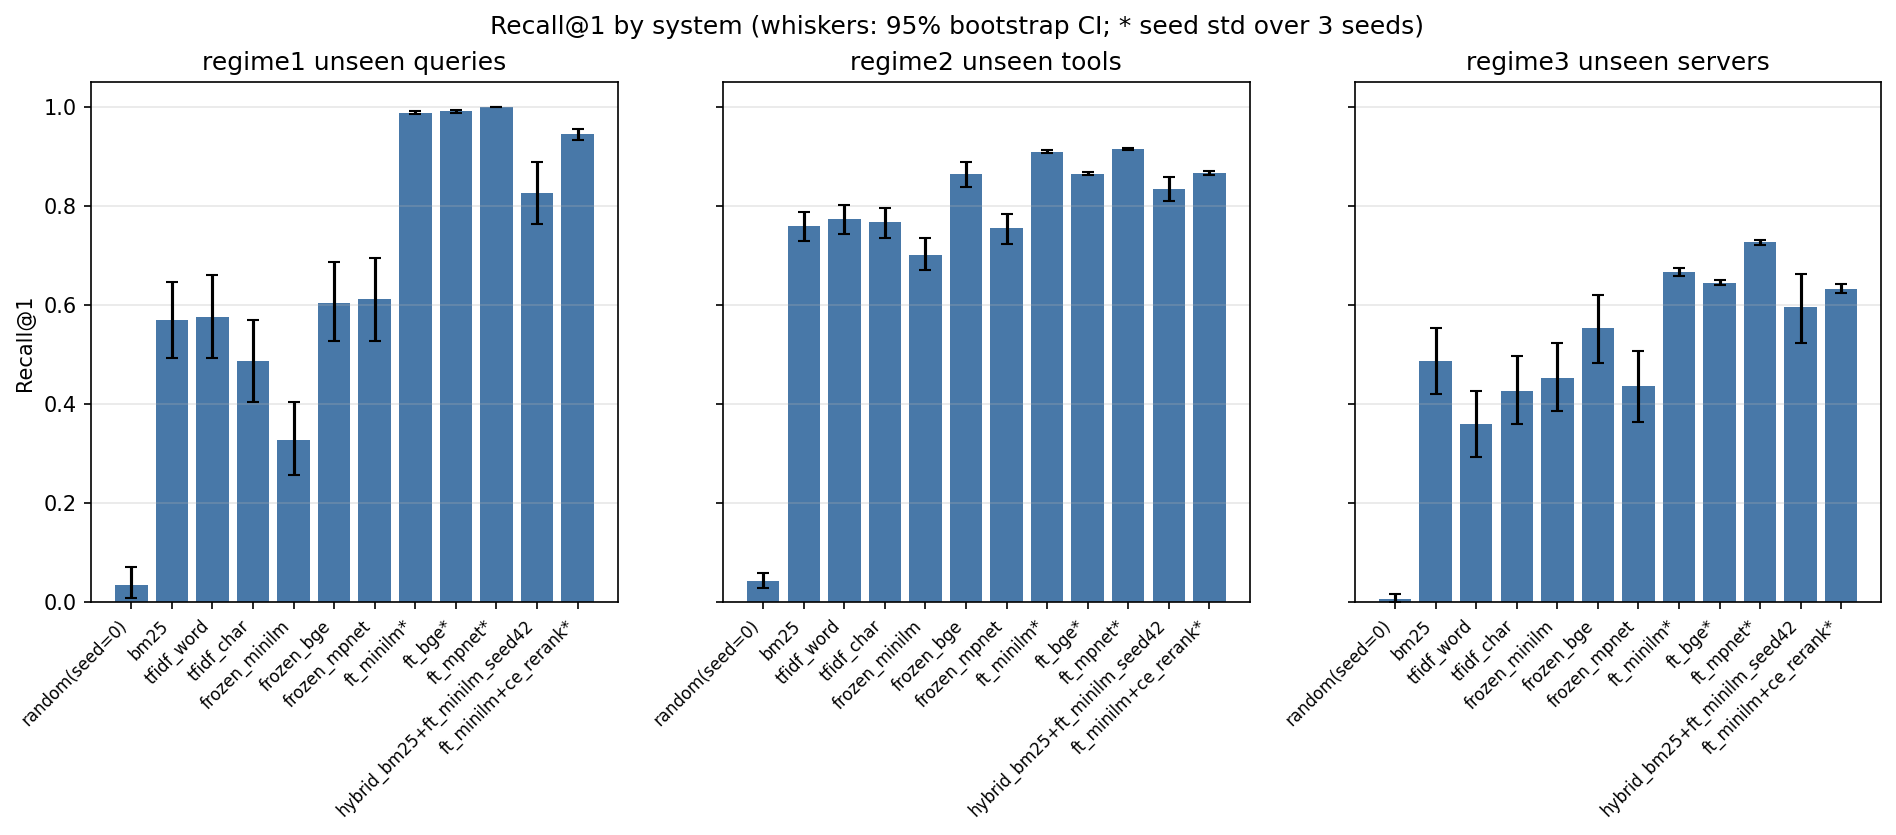 Recall@1 by system (whiskers: 95% bootstrap CI; * seed std over 3 seeds)
regime1 unseen queries
regime2 unseen tools
regime3 unseen servers
Recall@1
1.0
0.8
0.6
0.4
0.2
0.0
random(seed=0)
bm25
tfidf_word
tfidf_char
frozen_minilm
frozen_bge
frozen_mpnet
ft_minilm*
ft_bge*
ft_mpnet*
hybrid_bm25+ft_minilm_seed42
ft_minilm+ce_rerank*
random(seed=0)
bm25
tfidf_word
tfidf_char
frozen_minilm
frozen_bge
frozen_mpnet
ft_minilm*
ft_bge*
ft_mpnet*
hybrid_bm25+ft_minilm_seed42
ft_minilm+ce_rerank*
random(seed=0)
bm25
tfidf_word
tfidf_char
frozen_minilm
frozen_bge
frozen_mpnet
ft_minilm*
ft_bge*
ft_mpnet*
hybrid_bm25+ft_minilm_seed42
ft_minilm+ce_rerank*